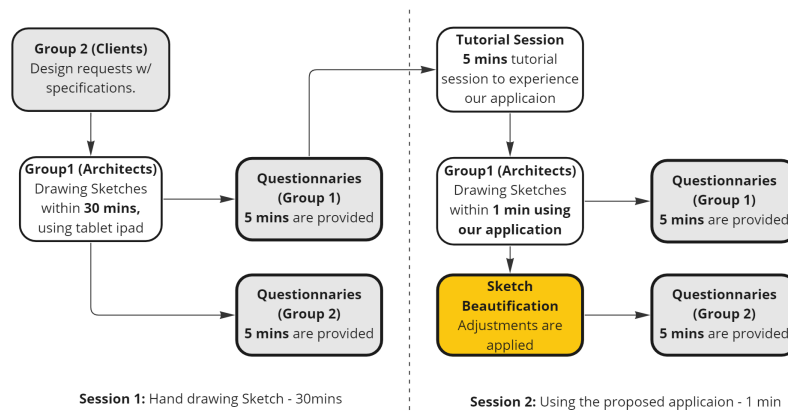 Group 2 (Clients)
Design requests w/
specifications.
Group1 (Architects)
Drawing Sketches
within 30 mins,
using tablet ipad
Questionnaries
(Group 1)
5 mins are provided
Questionnaries
(Group 2)
5 mins are provided
Session 1: Hand drawing Sketch - 30mins
Tutorial Session
5 mins tutorial
session to experience
our applicaion
Group1 (Architects)
Drawing Sketches
within 1 min using
our application
Questionnaries
(Group 1)
5 mins are provided
Sketch
Beautification
Adjustments are
applied
Questionnaries
(Group 2)
5 mins are provided
Session 2: Using the proposed applicaion - 1 min